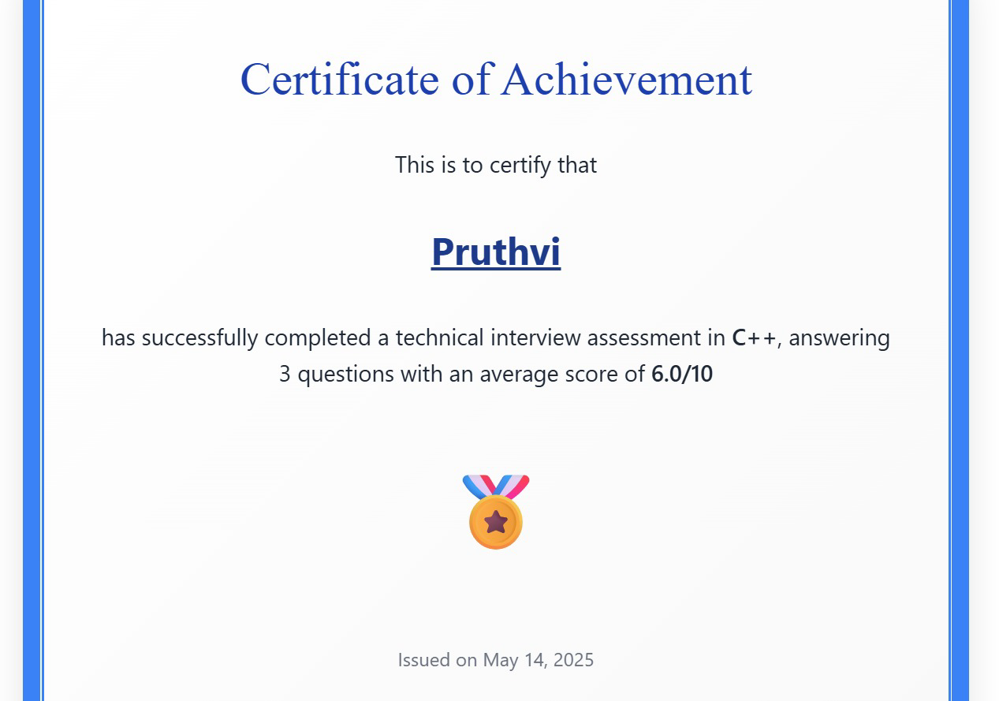 Certificate of Achievement
This is to certify that
Pruthvi
has successfully completed a technical interview assessment in C++, answering
3 questions with an average score of 6.0/10
Issued on May 14, 2025